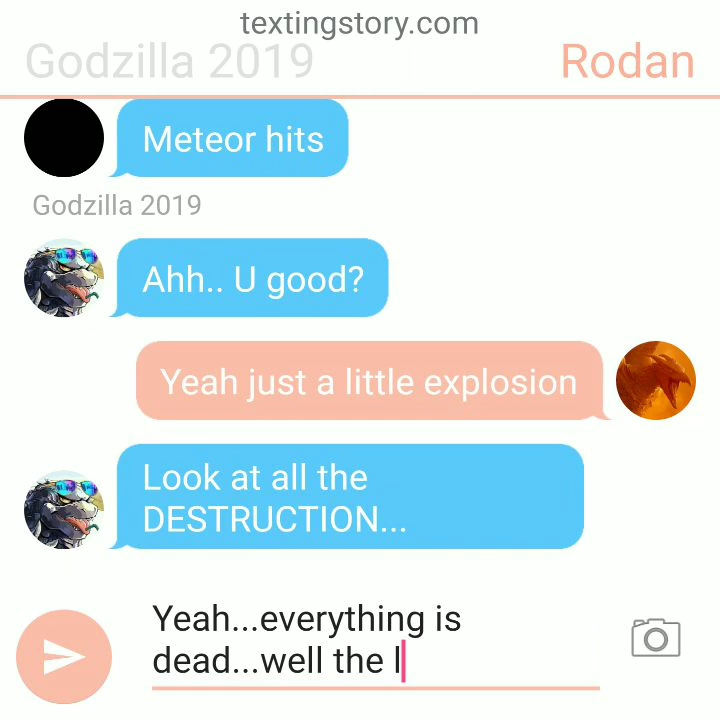 textingstory.com
Godzilla 2019
Rodan
Meteor hits
Godzilla 2019
Ahh.. U good?
Yeah just a little explosion
Look at all the
DESTRUCTION...
Yeah...everything is
dead...well the l